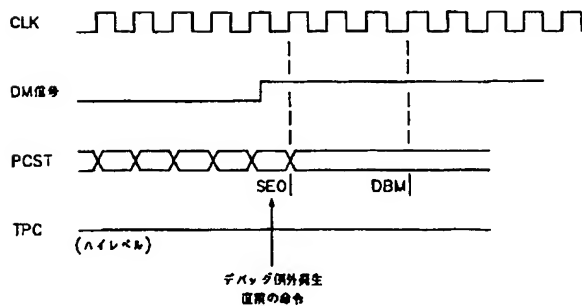 CLK
DM信号
PCST
SEO DBM
TPC
(ハイレベル)
デバッグ例外発生
直前の命令